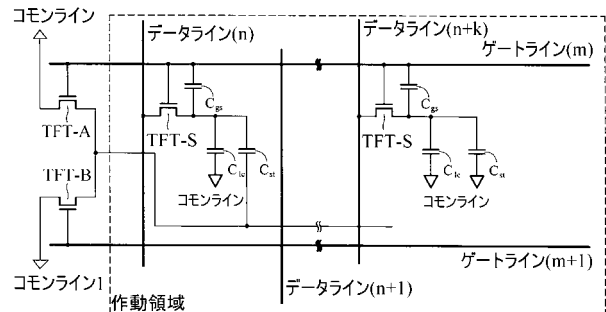 コモンライン
データライン(n)
データライン(n+k)
ゲートライン(m)
Cgs
Cgs
TFT-A
TFT-S
TFT-S
TFT-B
Clc
Cst
Clc
Cst
コモンライン
コモンライン
コモンライン1
ゲートライン(m+1)
作動領域
データライン(n+1)